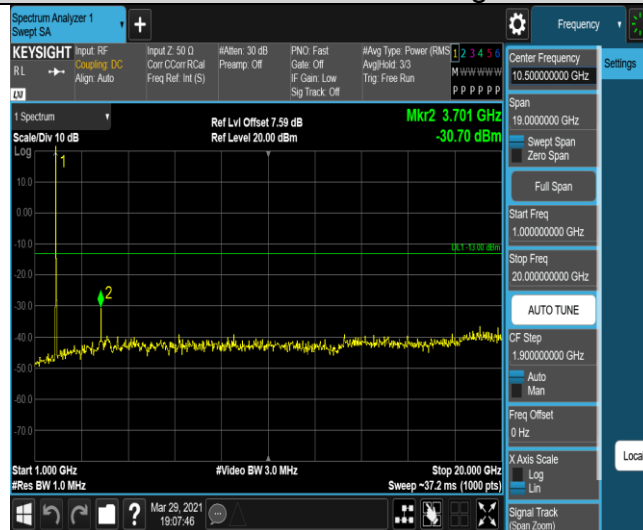 Spectrum Analyzer 1
Swept SA
Frequency
KEYSIGHT
Input: RF
Coupling: DC
Align: Auto
Input Z: 50 Ω
Corr CCorr RCal
Freq Ref: Int (S)
#Atten: 30 dB
Preamp: Off
PNO: Fast
Gate: Off
IF Gain: Low
Sig Track: Off
#Avg Type: Power (RMS
Avg|Hold: 3/3
Trig: Free Run
1 2 3 4 5 6
M W W W W W
P P P P P P
R L
LXI
1 Spectrum
Scale/Div 10 dB
Log
Ref Lvl Offset 7.59 dB
Ref Level 20.00 dBm
Mkr2 3.701 GHz
-30.70 dBm
1
10.0
0.00
-10.0
DL1 -13.00 dBm
-20.0
2
-30.0
-40.0
-50.0
-60.0
-70.0
Start 1.000 GHz
#Res BW 1.0 MHz
#Video BW 3.0 MHz
Stop 20.000 GHz
Sweep ~37.2 ms (1000 pts)
Center Frequency
10.500000000 GHz
Settings
Span
19.0000000 GHz
Swept Span
Zero Span
Full Span
Start Freq
1.000000000 GHz
Stop Freq
20.000000000 GHz
AUTO TUNE
CF Step
1.900000000 GHz
Auto
Man
Freq Offset
0 Hz
X Axis Scale
Log
Lin
Local
Signal Track
(Span Zoom)
?
Mar 29, 2021
19:07:46